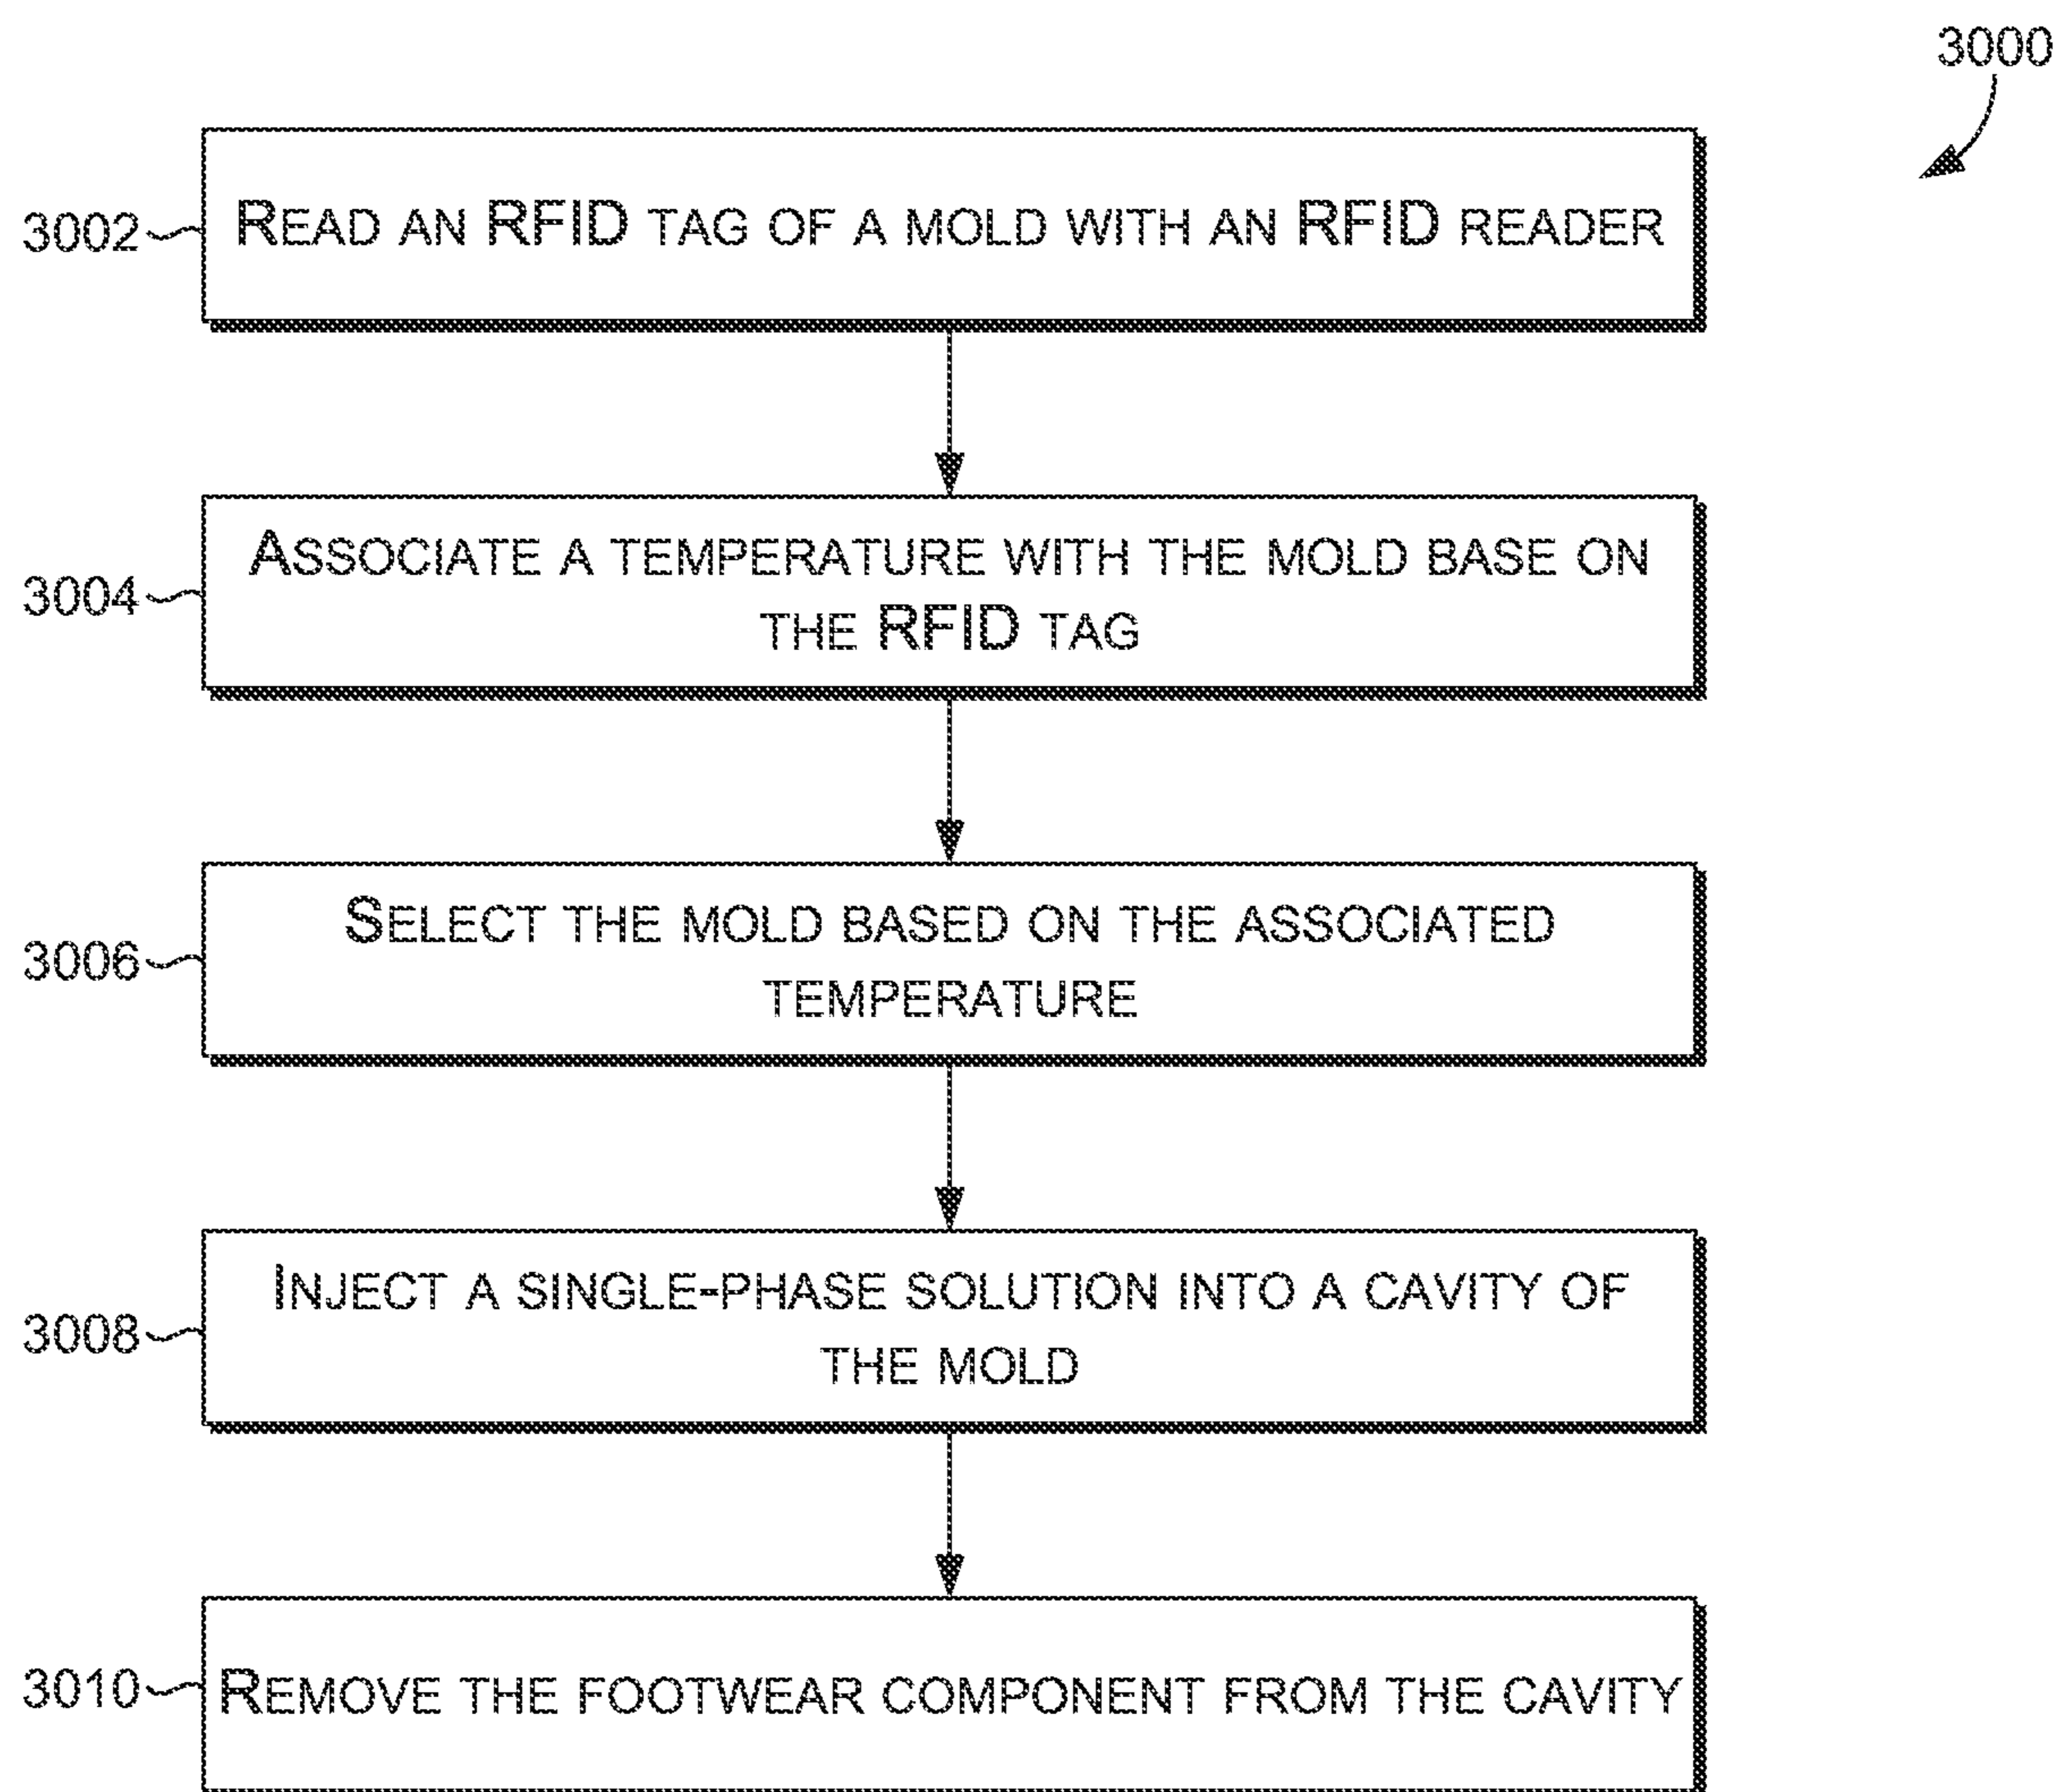 3000
3002
READ AN RFID TAG OF A MOLD WITH AN RFID READER
3004
ASSOCIATE A TEMPERATURE WITH THE MOLD BASE ON
THE RFID TAG
3006
SELECT THE MOLD BASED ON THE ASSOCIATED
TEMPERATURE
3008
INJECT A SINGLE-PHASE SOLUTION INTO A CAVITY OF
THE MOLD
3010
REMOVE THE FOOTWEAR COMPONENT FROM THE CAVITY